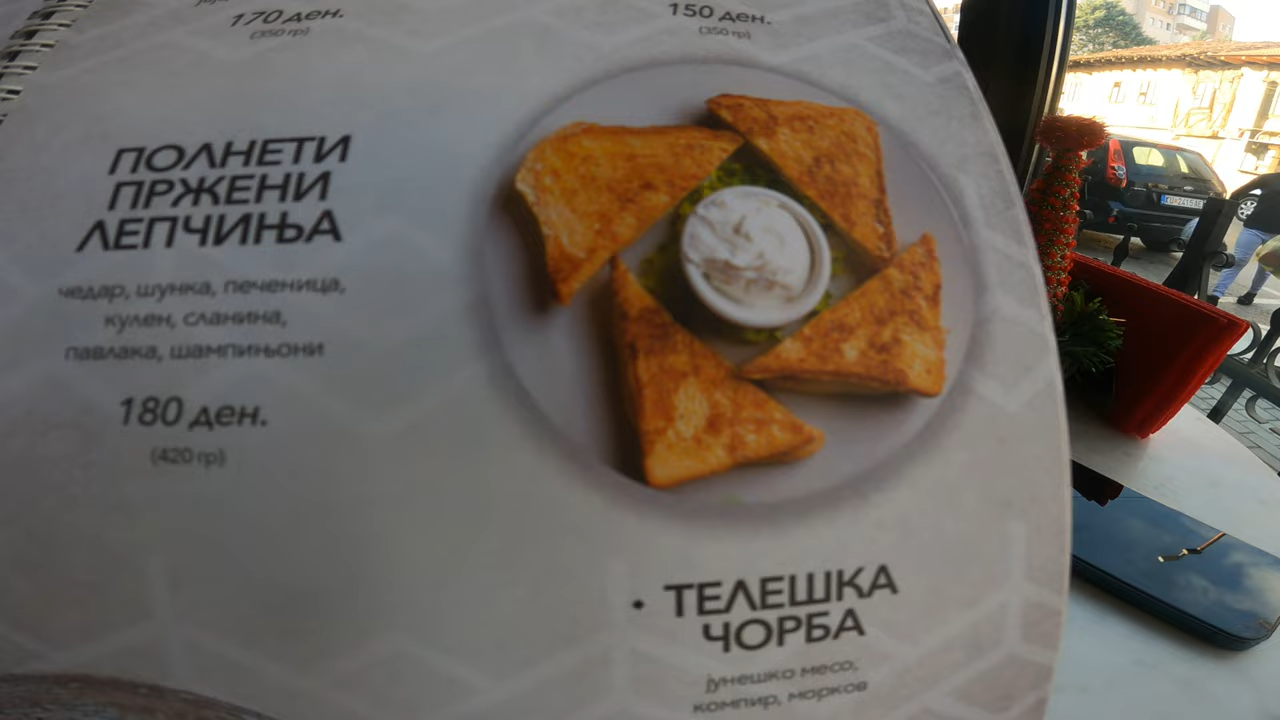 170 ден.
(350 гр)
150 ден.
(350 гр)
ПОЛНЕТИ
ПРЖЕНИ
ЛЕПЧИЊА
чедар, шунка, печеница,
кулен, сланина,
павлака, шампињони
180 ден.
(420 гр)
• ТЕЛЕШКА
ЧОРБА
јунешко месо,
компир, морков